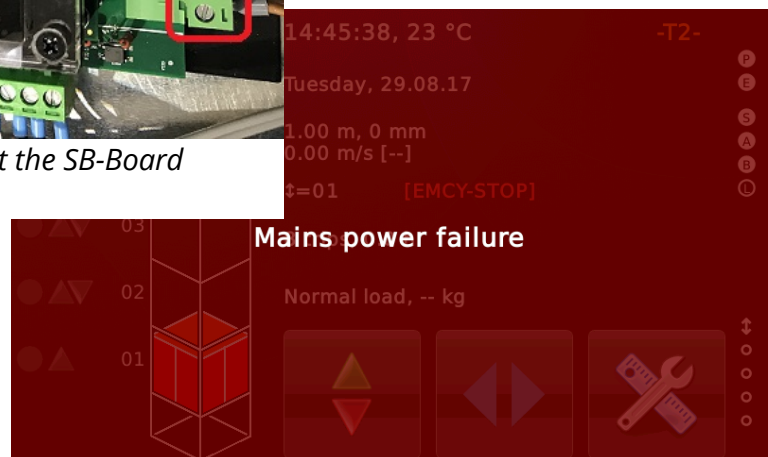 14:45:38, 23 °C
-T2-
Tuesday, 29.08.17
P
E
1.00 m, 0 mm
0.00 m/s [--]
S
A
B
L
t the SB-Board
=01
[EMCY-STOP]
03
Mains power failure
02
Normal load, -- kg
01